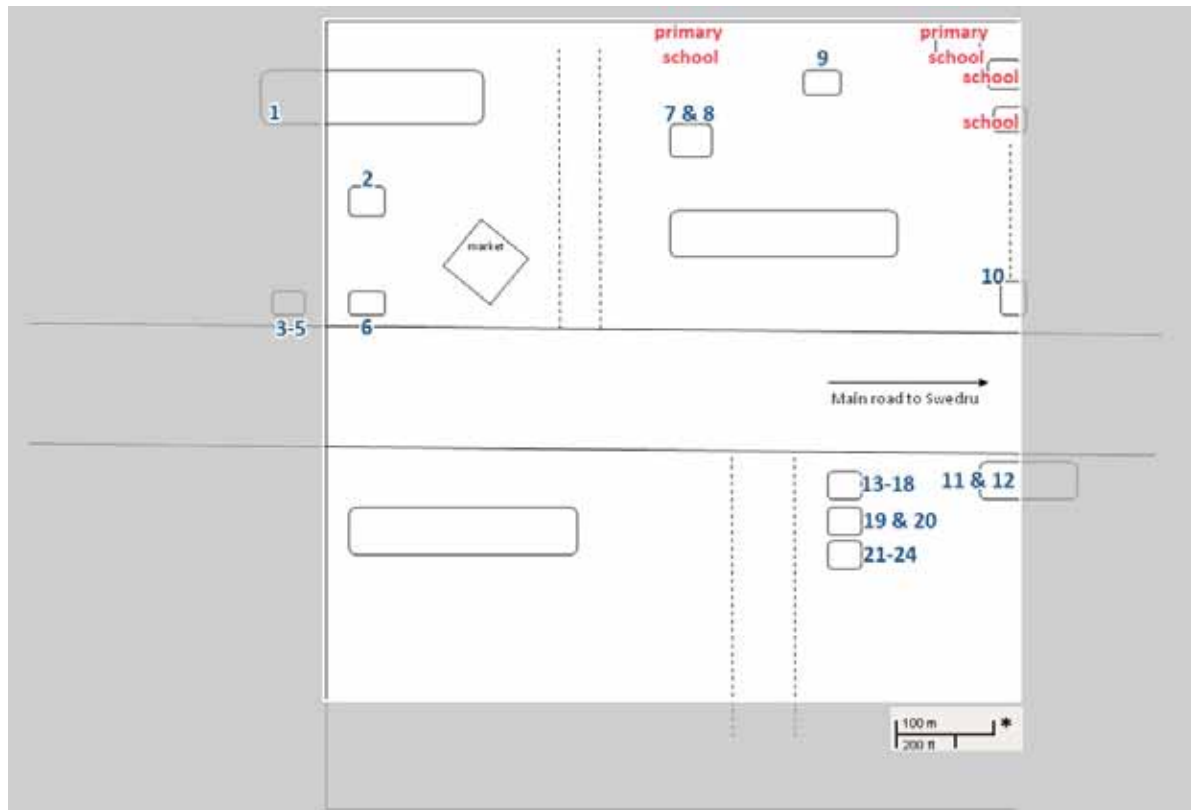 primary
school
primary
school
school
school
9
7 & 8
1
2
market
10
3-5
6
Main road to Swedru
13-18
11 & 12
19 & 20
21-24
100 m
*
200 ft